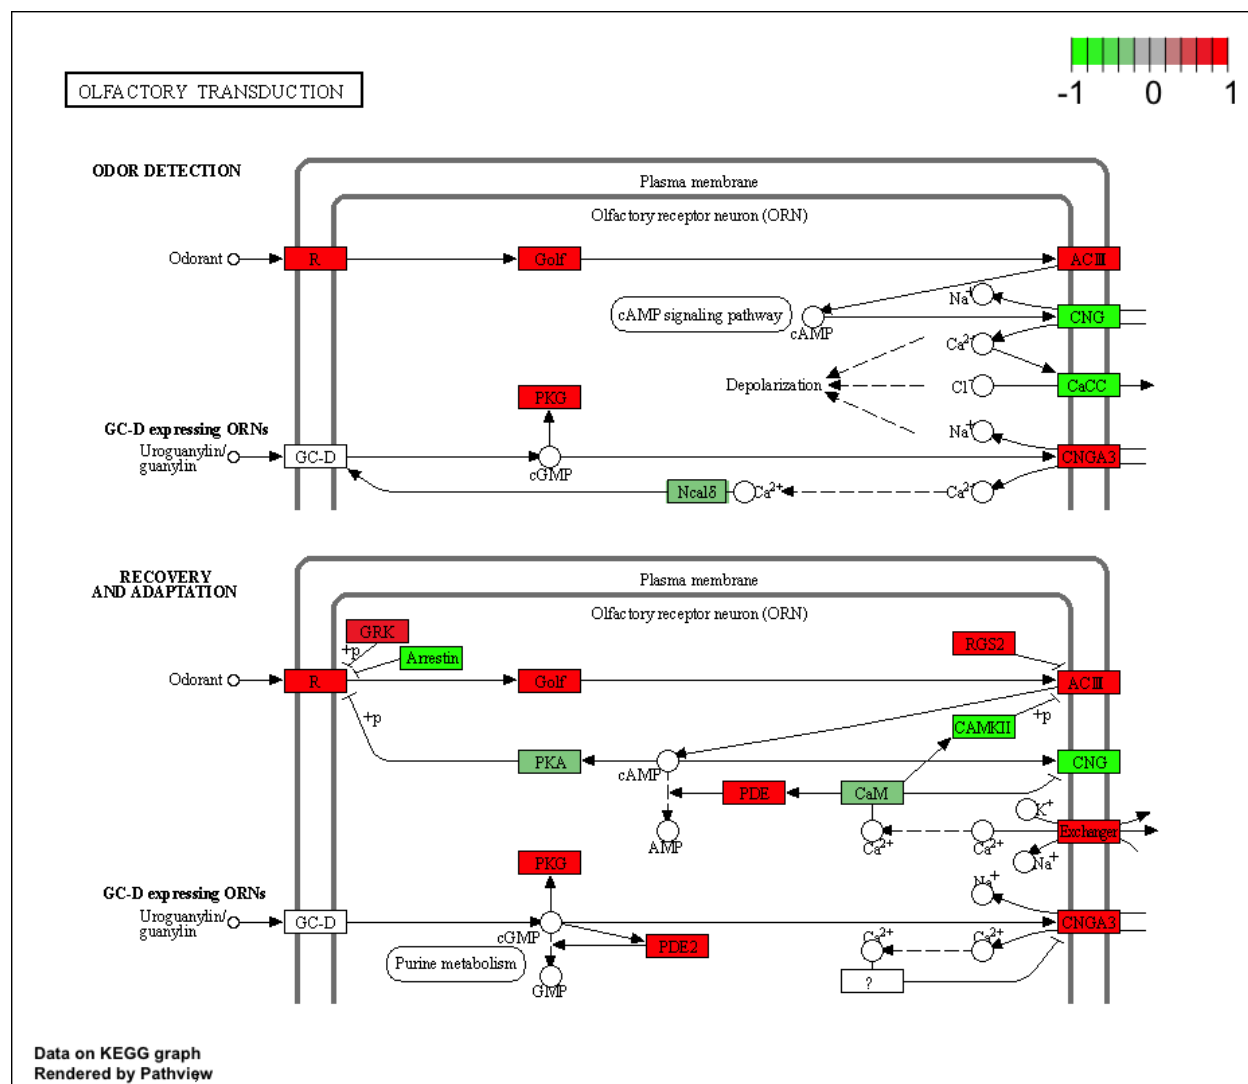 -1 0 1
OLFACTORY TRANSDUCTION
ODOR DETECTION
Plasma membrane
Olfactory receptor neuron (ORN)
Odorant
R
Golf
ACIII
Na+
cAMP signaling pathway
cAMP
CNG
Ca2+
Depolarization
Cl-
CaCC
PKG
Na+
GC-D expressing ORNs
Uroguanylin/
guanylin
GC-D
cGMP
CNGA3
Ncalδ
Ca2+
Ca2+
RECOVERY
AND ADAPTATION
Plasma membrane
Olfactory receptor neuron (ORN)
GRK
+p
Arrestin
RGS2
Odorant
R
Golf
ACIII
+p
CAMKII
+p
PKA
cAMP
CNG
PDE
CaM
K+
AMP
Ca2+
Ca2+
Exchanger
Na+
PKG
Na+
GC-D expressing ORNs
Uroguanylin/
guanylin
GC-D
cGMP
CNGA3
PDE2
Ca2+
Ca2+
Purine metabolism
GMP
?
Data on KEGG graph
Rendered by Pathview